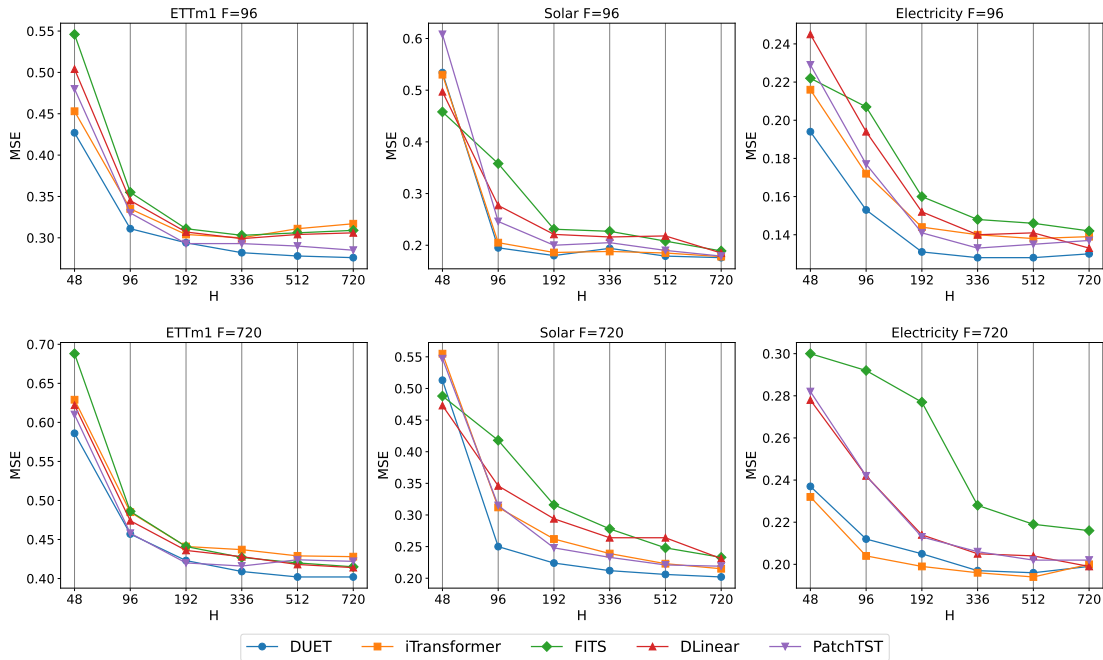 ETTm1 F=96
MSE
0.55
0.50
0.45
0.40
0.35
0.30
48 96 192 336 512 720
H
Solar F=96
MSE
0.6
0.5
0.4
0.3
0.2
48 96 192 336 512 720
H
Electricity F=96
MSE
0.24
0.22
0.20
0.18
0.16
0.14
48 96 192 336 512 720
H
ETTm1 F=720
MSE
0.70
0.65
0.60
0.55
0.50
0.45
0.40
48 96 192 336 512 720
H
Solar F=720
MSE
0.55
0.50
0.45
0.40
0.35
0.30
0.25
0.20
48 96 192 336 512 720
H
Electricity F=720
MSE
0.30
0.28
0.26
0.24
0.22
0.20
48 96 192 336 512 720
H
DUET iTransformer FITS DLinear PatchTST